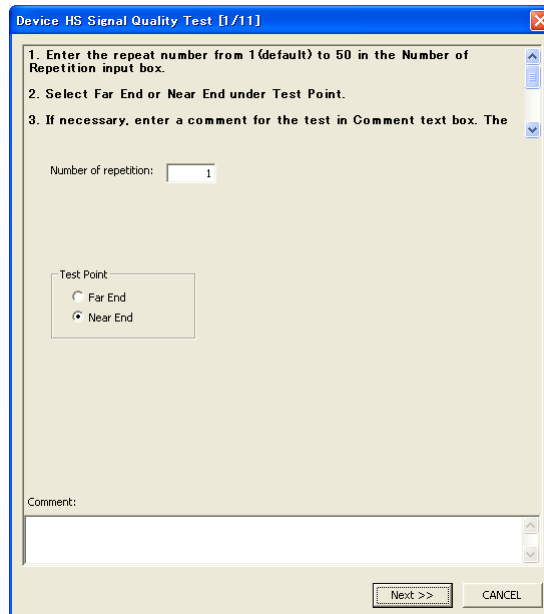 Device HS Signal Quality Test [1/11]
1. Enter the repeat number from 1(default) to 50 in the Number of
Repetition input box.
2. Select Far End or Near End under Test Point.
3. If necessary, enter a comment for the test in Comment text box. The
Number of repetition: 1
Test Point
Far End
Near End
Comment:
Next >> CANCEL